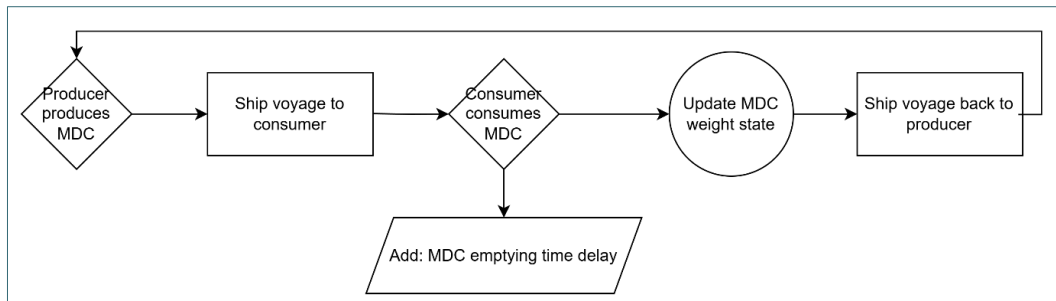 Producer
produces
MDC
Ship voyage to
consumer
Consumer
consumes
MDC
Update MDC
weight state
Ship voyage back to
producer
Add: MDC emptying time delay